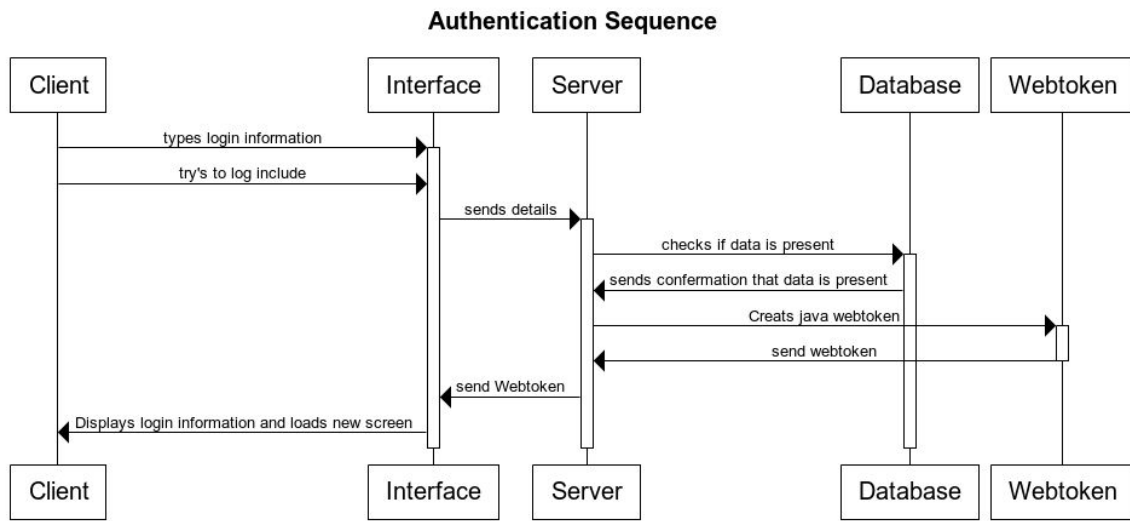 Authentication Sequence
Client Interface Server Database Webtoken
types login information
try's to log include
sends details
checks if data is present
sends confermation that data is present
Creats java webtoken
send webtoken
send Webtoken
Displays login information and loads new screen
Client Interface Server Database Webtoken